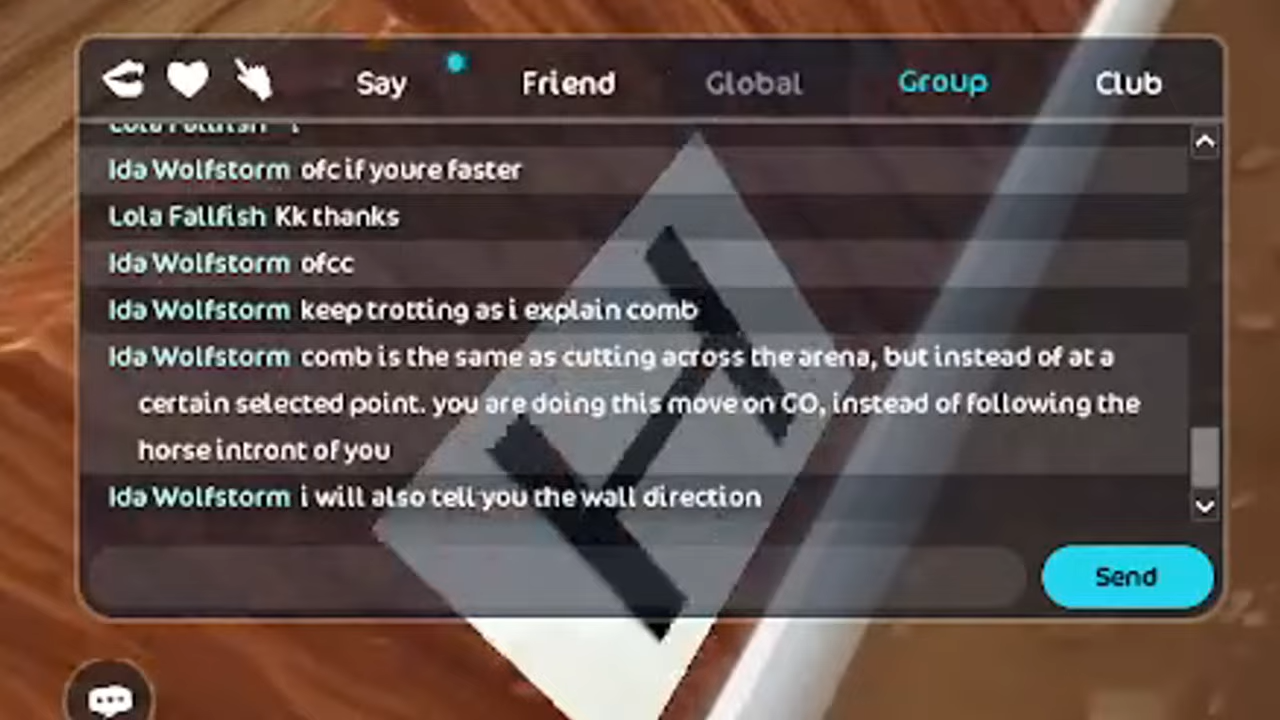 Say Friend Global Group Club
Lola Fallfish
Ida Wolfstorm ofc if youre faster
Lola Fallfish Kk thanks
Ida Wolfstorm ofcc
Ida Wolfstorm keep trotting as i explain comb
Ida Wolfstorm comb is the same as cutting across the arena, but instead of at a
certain selected point. you are doing this move on GO, instead of following the
horse intront of you
Ida Wolfstorm i will also tell you the wall direction
Send
H